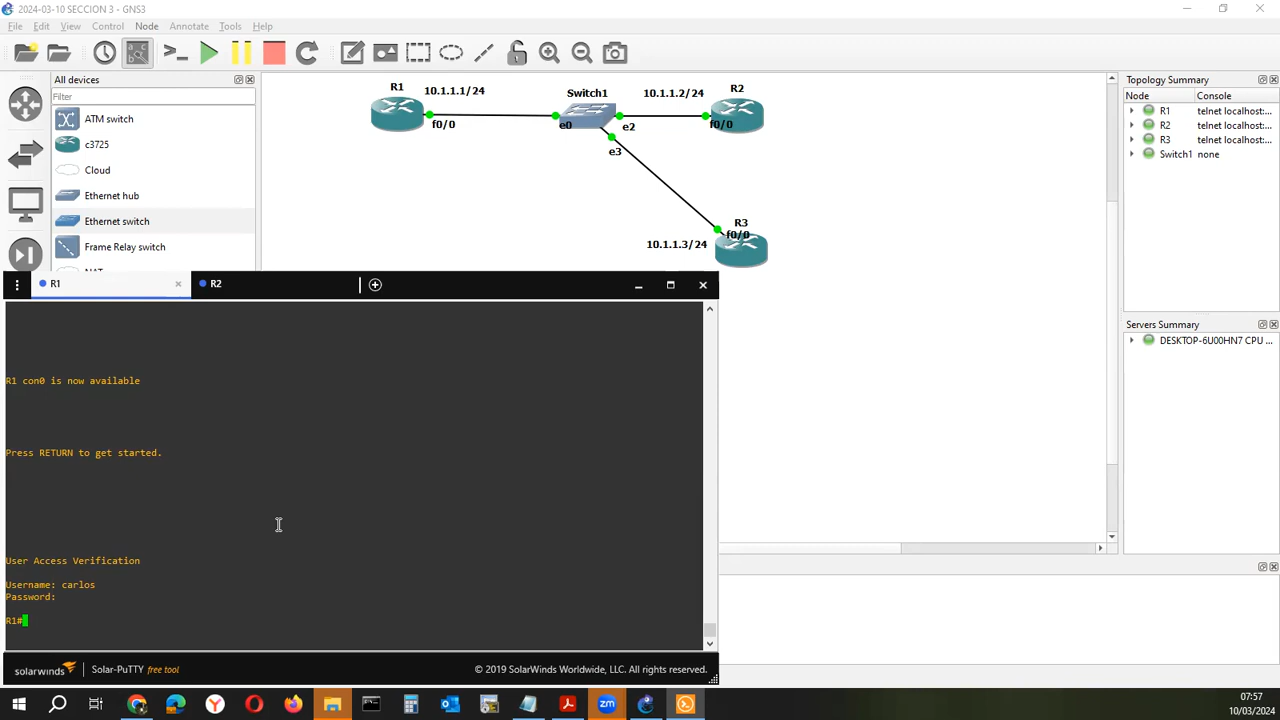 2024-03-10 SECCION 3 - GNS3
File Edit View Control Node Annotate Tools Help
All devices
Filter
ATM switch
c3725
Cloud
Ethernet hub
Ethernet switch
Frame Relay switch
R1
10.1.1.1/24
f0/0
Switch1
e0
e2
e3
10.1.1.2/24
R2
f0/0
R3
f0/0
10.1.1.3/24
Topology Summary
Node Console
R1 telnet localhost:...
R2 telnet localhost:...
R3 telnet localhost:...
Switch1 none
Servers Summary
DESKTOP-6U00HN7 CPU ...
R1 R2
R1 con0 is now available
Press RETURN to get started.
User Access Verification
Username: carlos
Password:
R1#
solarwinds Solar-PuTTY free tool © 2019 SolarWinds Worldwide, LLC. All rights reserved.
07:57
10/03/2024